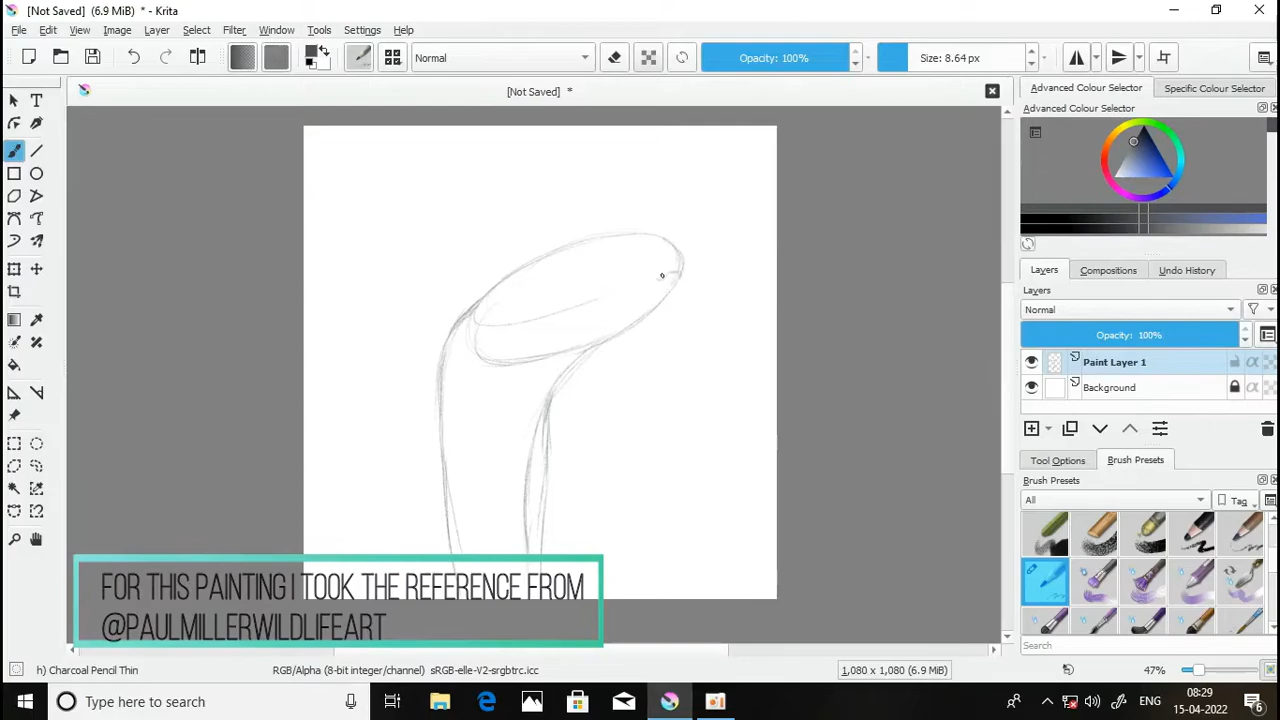 [Not Saved] (6.9 MiB) * - Krita
File Edit View Image Layer Select Filter Window Tools Settings Help
Normal Opacity: 100% Size: 8.64 px
[Not Saved] *
Advanced Colour Selector Specific Colour Selector
Advanced Colour Selector
Layers Compositions Undo History
Layers
Normal
Opacity: 100%
Paint Layer 1
Background
Tool Options Brush Presets
Brush Presets
All Tag
Search
FOR THIS PAINTING I TOOK THE REFERENCE FROM
@PAULMILLERWILDLIFEART
h) Charcoal Pencil Thin RGB/Alpha (8-bit integer/channel) sRGB-elle-V2-srgbtrc.icc 1,080 x 1,080 (6.9 MiB) 47%
Type here to search ENG 08:29
15-04-2022 6